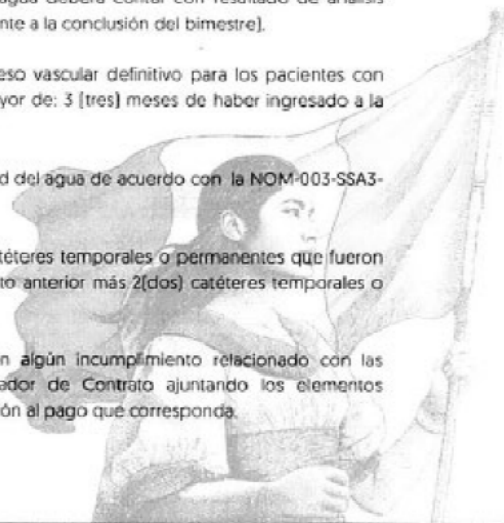 agua deberá contar con resultado de análisis
nte a la conclusión del bimestre).
eso vascular definitivo para los pacientes con
yor de: 3 (tres) meses de haber ingresado a la
d del agua de acuerdo con la NOM-003-SSA3-
téteres temporales o permanentes que fueron
to anterior más 2(dos) catéteres temporales o
n algún incumplimiento relacionado con las
ador de Contrato ajuntando los elementos
ón al pago que corresponda.